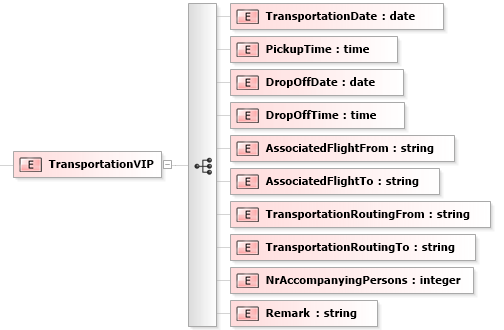 E TransportationDate : date
E PickupTime : time
E DropOffDate : date
E DropOffTime : time
E AssociatedFlightFrom : string
E TransportationVIP
E AssociatedFlightTo : string
E TransportationRoutingFrom : string
E TransportationRoutingTo : string
E NrAccompanyingPersons : integer
E Remark : string